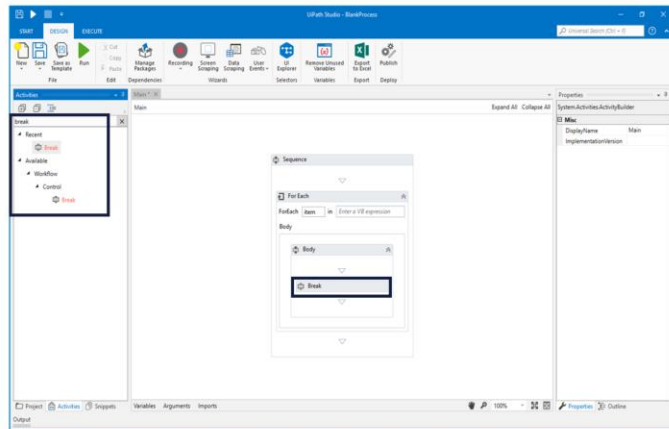 UiPath Studio - BlankProcess
START DESIGN EXECUTE
Universal Search (Ctrl + F)
New Save Save as Template Run
Cut
Copy
Paste
Manage Packages
Recording Screen Scraping Data Scraping User Events
UI Explorer
Remove Unused Variables
Export to Excel
Publish
File Edit Dependencies Wizards Selectors Variables Export Deploy
Activities
break
Recent
Break
Available
Workflow
Control
Break
Main*
Main Expand All Collapse All
Sequence
For Each
ForEach item in Enter a VB expression
Body
Body
Break
Properties
System.Activities.ActivityBuilder
Misc
DisplayName Main
ImplementationVersion
Project Activities Snippets
Variables Arguments Imports
100%
Properties Outline
Output